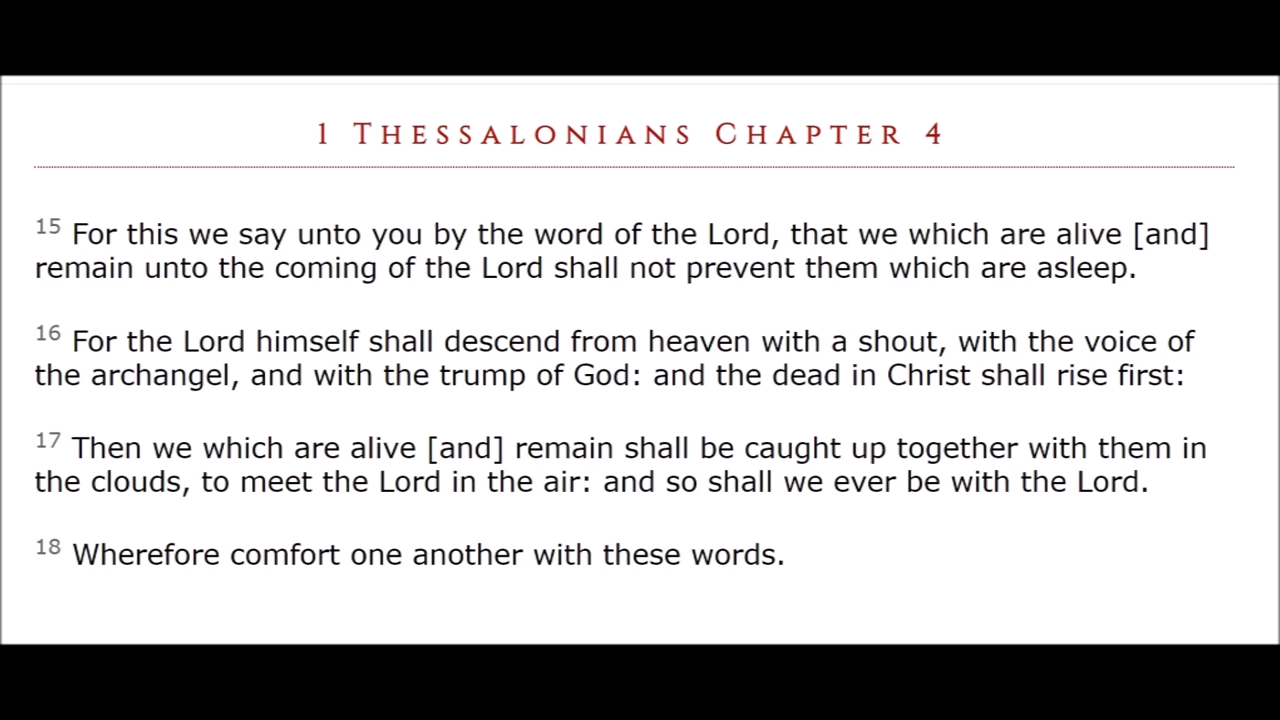 1 Thessalonians Chapter 4
15 For this we say unto you by the word of the Lord, that we which are alive [and]
remain unto the coming of the Lord shall not prevent them which are asleep.
16 For the Lord himself shall descend from heaven with a shout, with the voice of
the archangel, and with the trump of God: and the dead in Christ shall rise first:
17 Then we which are alive [and] remain shall be caught up together with them in
the clouds, to meet the Lord in the air: and so shall we ever be with the Lord.
18 Wherefore comfort one another with these words.